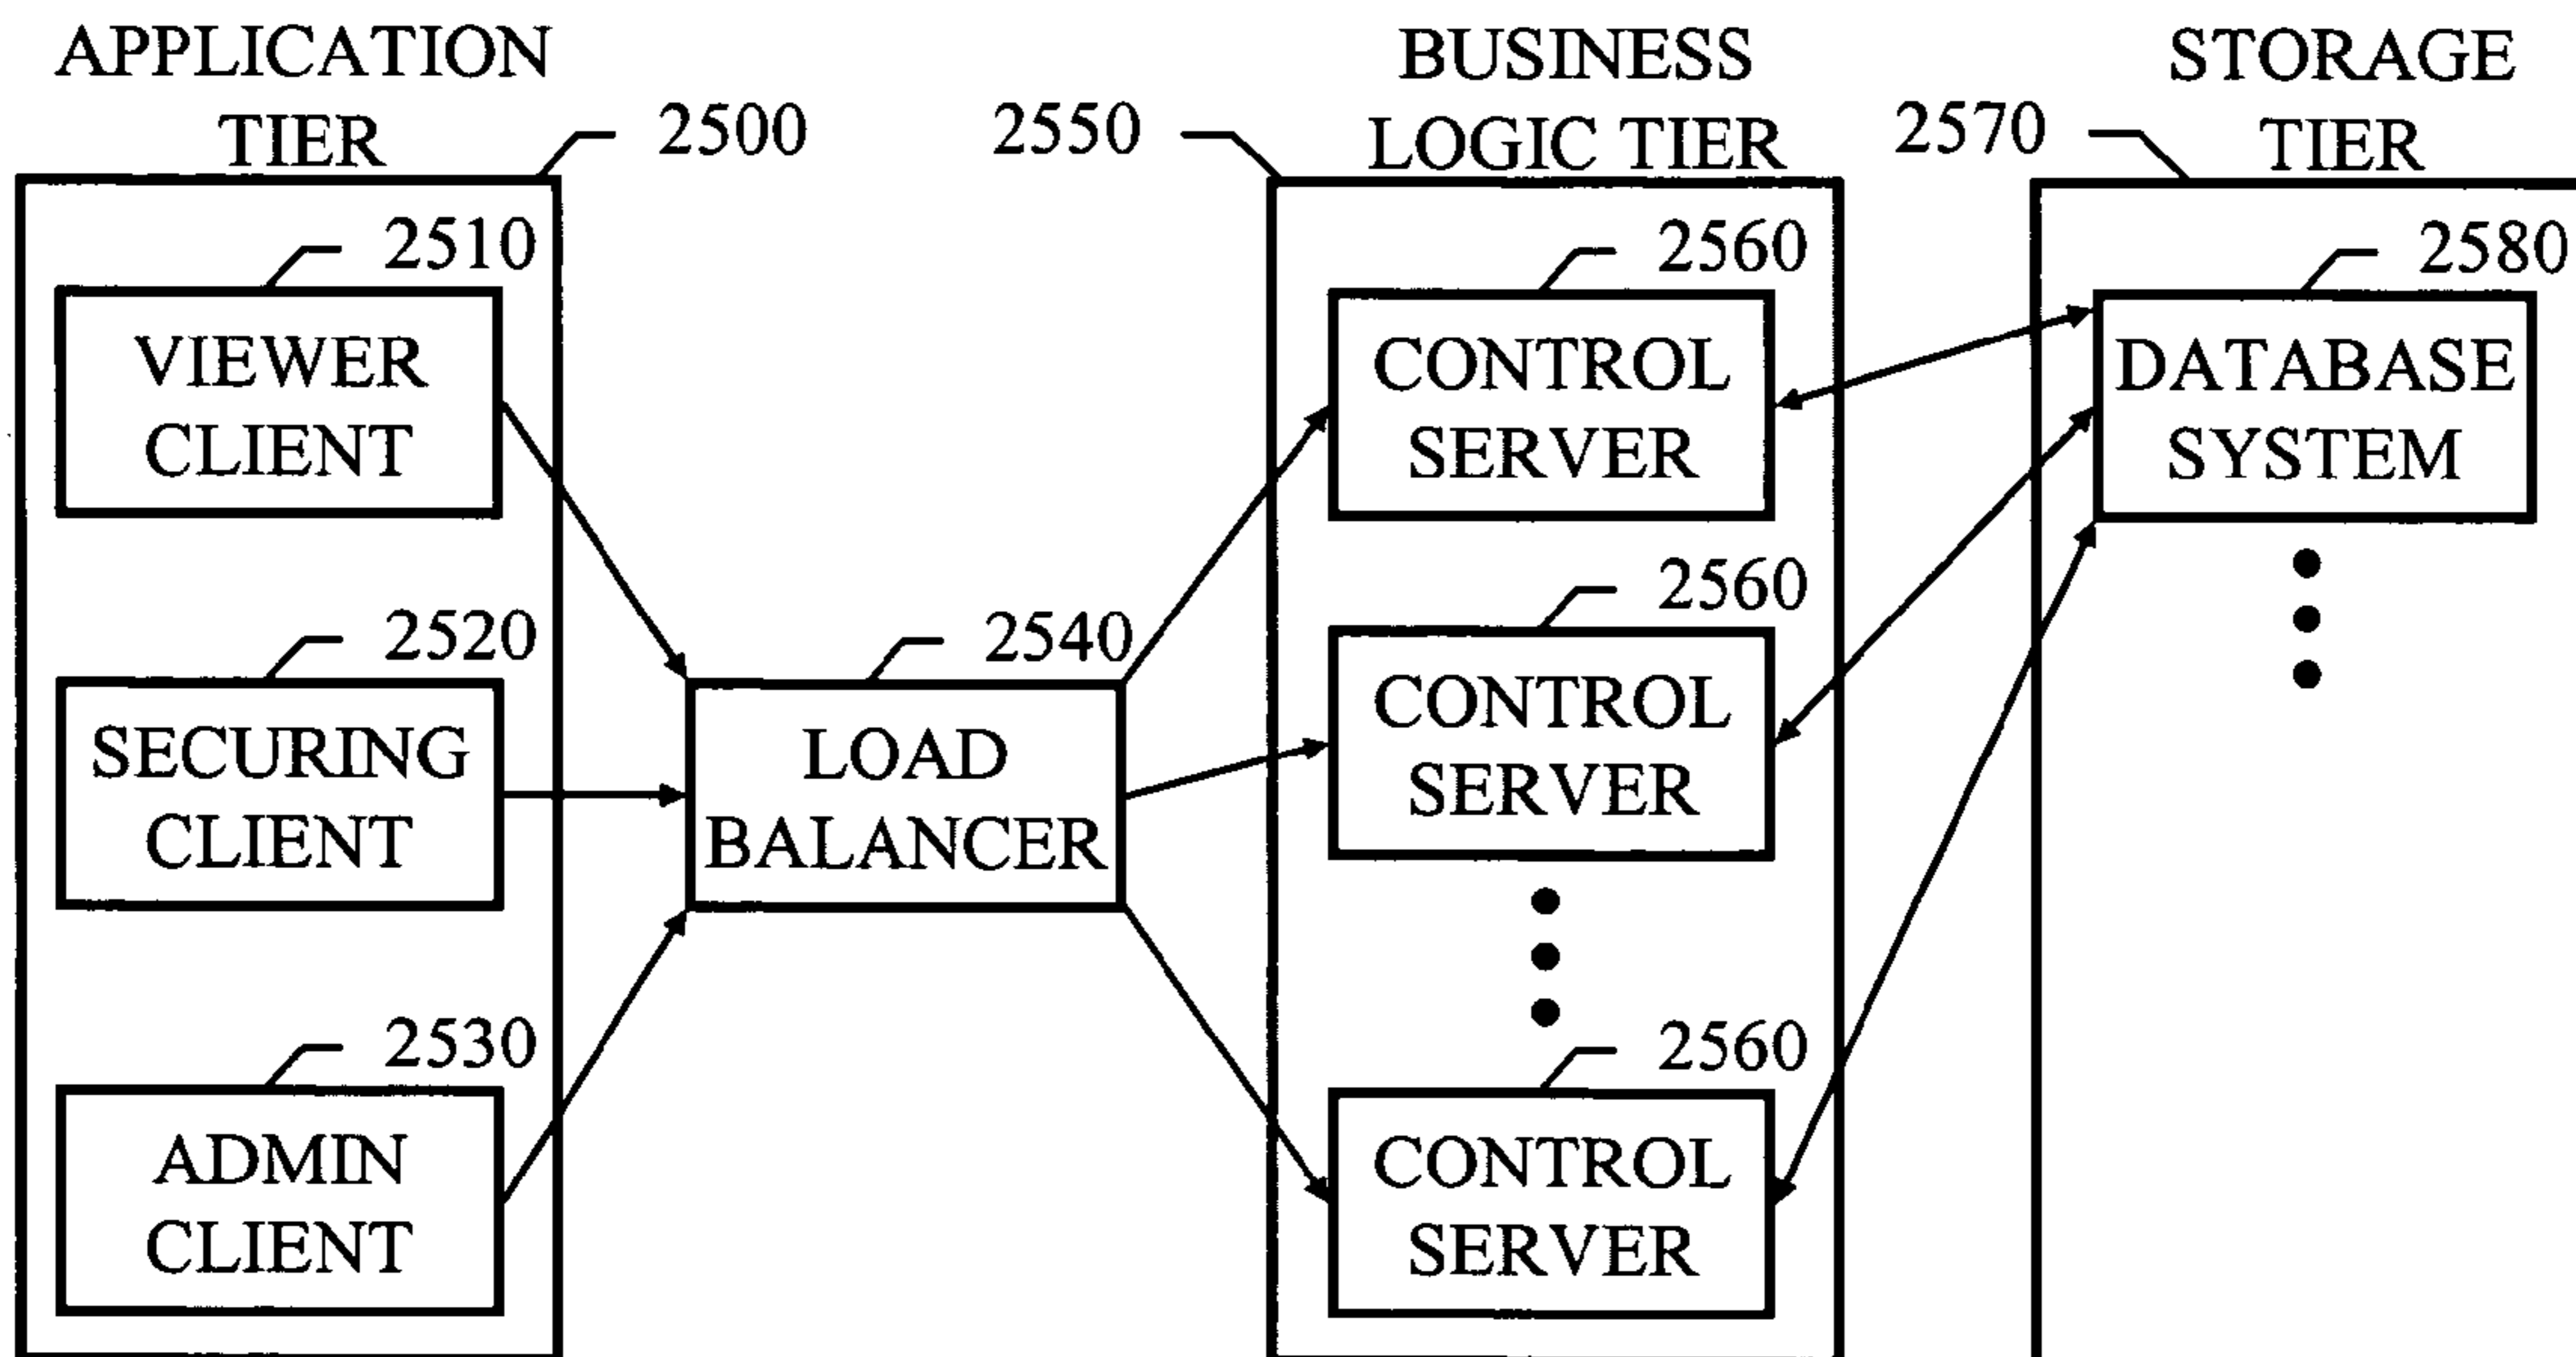 APPLICATION
TIER
2500
2510
VIEWER
CLIENT
2520
SECURING
CLIENT
2530
ADMIN
CLIENT
2540
LOAD
BALANCER
BUSINESS
LOGIC TIER
2550
2560
CONTROL
SERVER
2560
CONTROL
SERVER
2560
CONTROL
SERVER
STORAGE
TIER
2570
2580
DATABASE
SYSTEM